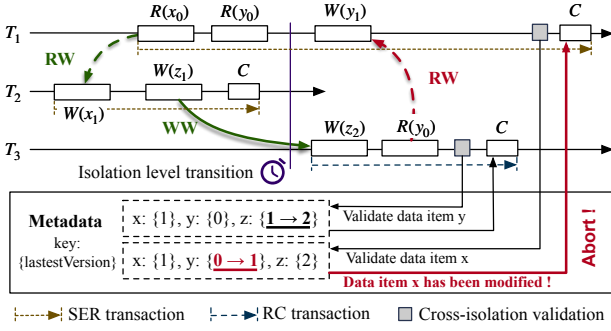 R(x₀) R(y₀) W(y₁) C
T₁
RW RW
W(z₁) C
T₂
W(x₁)
WW W(z₂) R(y₀) C
T₃
Isolation level transition
Metadata
key:
{lastestVersion}
x: {1}, y: {0}, z: {1 → 2}
Validate data item y
x: {1}, y: {0 → 1}, z: {2}
Validate data item x
Data item x has been modified !
Abort !
SER transaction RC transaction Cross-isolation validation